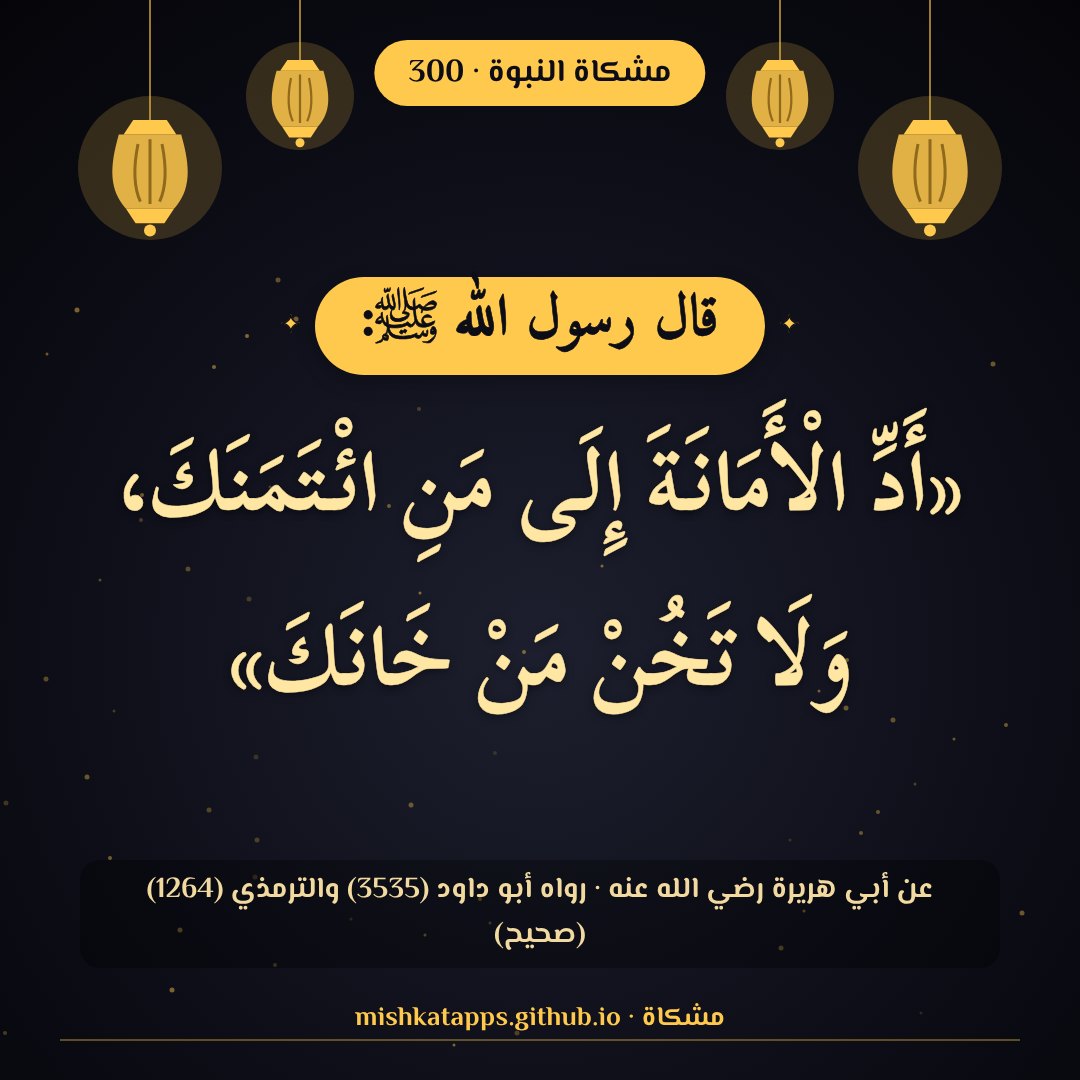 مشكاة النبوة · 300
قال رسول الله ﷺ:
«أَدِّ الْأَمَانَةَ إِلَى مَنِ ائْتَمَنَكَ،
وَلَا تَخُنْ مَنْ خَانَكَ»
عن أبي هريرة رضي الله عنه · رواه أبو داود (3535) والترمذي (1264)
(صحيح)
مشكاة · mishkatapps.github.io